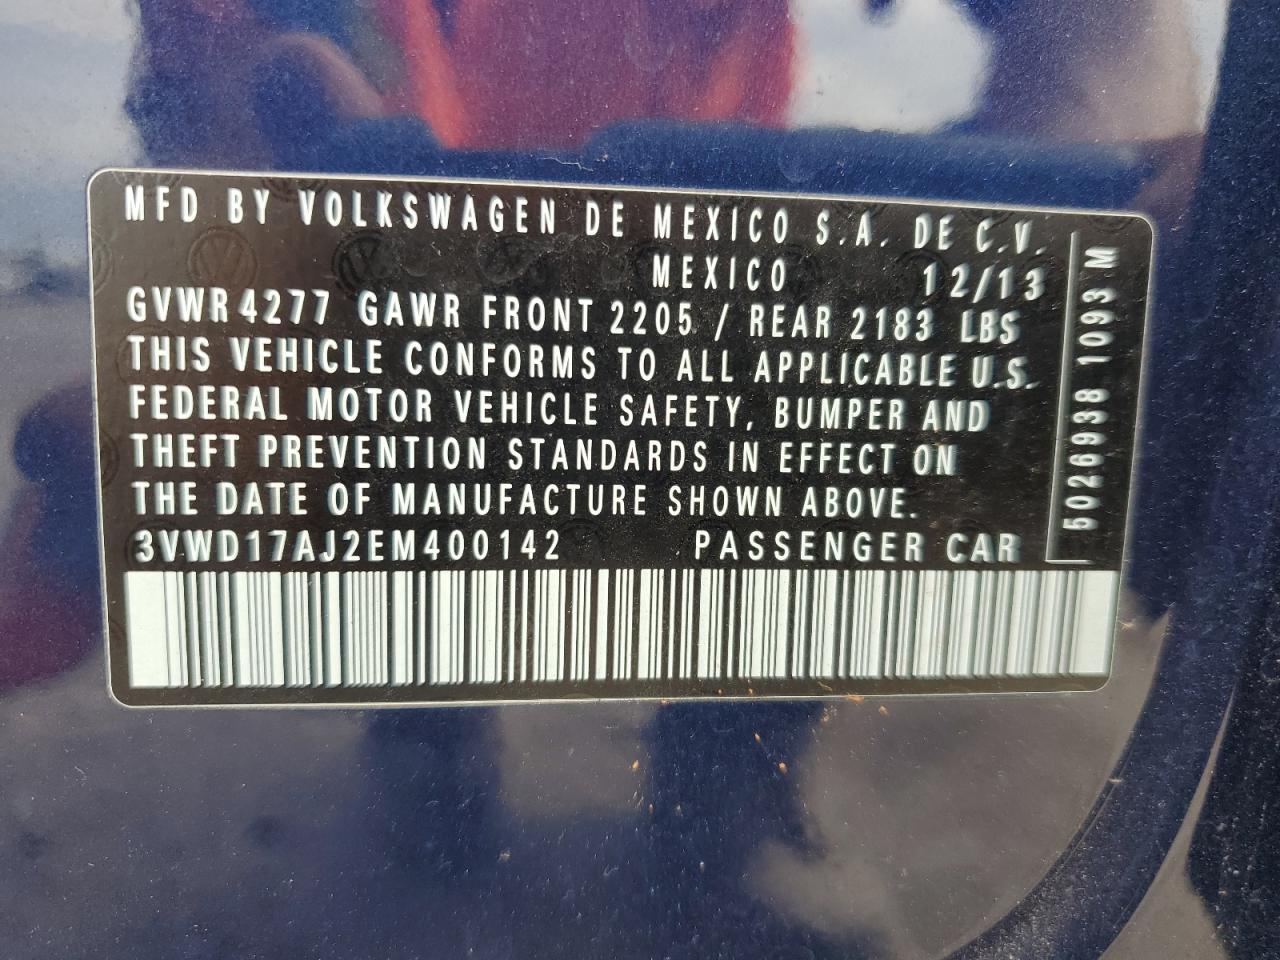 MFD BY VOLKSWAGEN DE MEXICO S.A. DE C.V.
MEXICO 12/13
GVWR 4277 GAWR FRONT 2205 / REAR 2183 LBS
THIS VEHICLE CONFORMS TO ALL APPLICABLE U.S.
FEDERAL MOTOR VEHICLE SAFETY, BUMPER AND
THEFT PREVENTION STANDARDS IN EFFECT ON
THE DATE OF MANUFACTURE SHOWN ABOVE.
3VWD17AJ2EM400142 PASSENGER CAR
5026938 1093 M